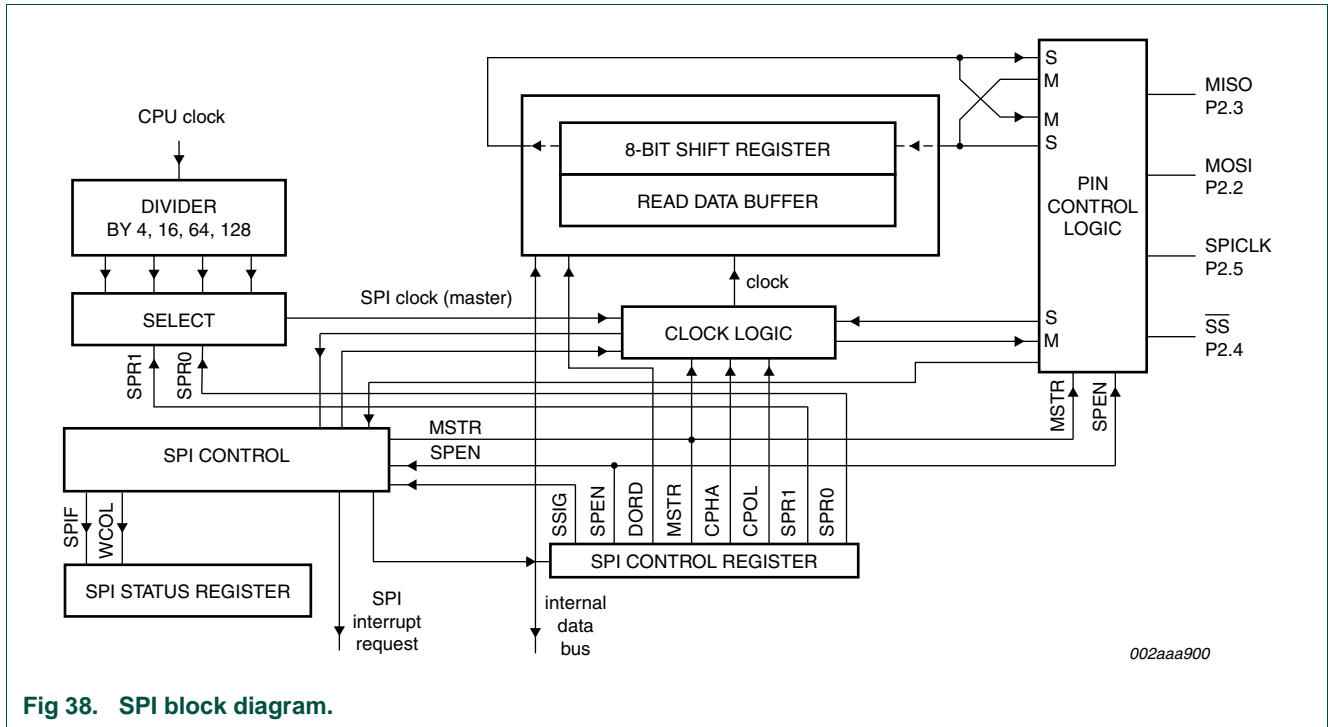 CPU clock
DIVIDER
BY 4, 16, 64, 128
SELECT
SPR1
SPR0
SPI clock (master)
8-BIT SHIFT REGISTER
READ DATA BUFFER
clock
CLOCK LOGIC
S
M
M
S
PIN
CONTROL
LOGIC
S
M
MISO
P2.3
MOSI
P2.2
SPICLK
P2.5
SS
P2.4
MSTR
SPEN
SPI CONTROL
MSTR
SPEN
SPIF
WCOL
SPI STATUS REGISTER
SSIG
SPEN
DORD
MSTR
CPHA
CPOL
SPR1
SPR0
SPI CONTROL REGISTER
SPI
interrupt
request
internal
data
bus
002aaa900
Fig 38. SPI block diagram.